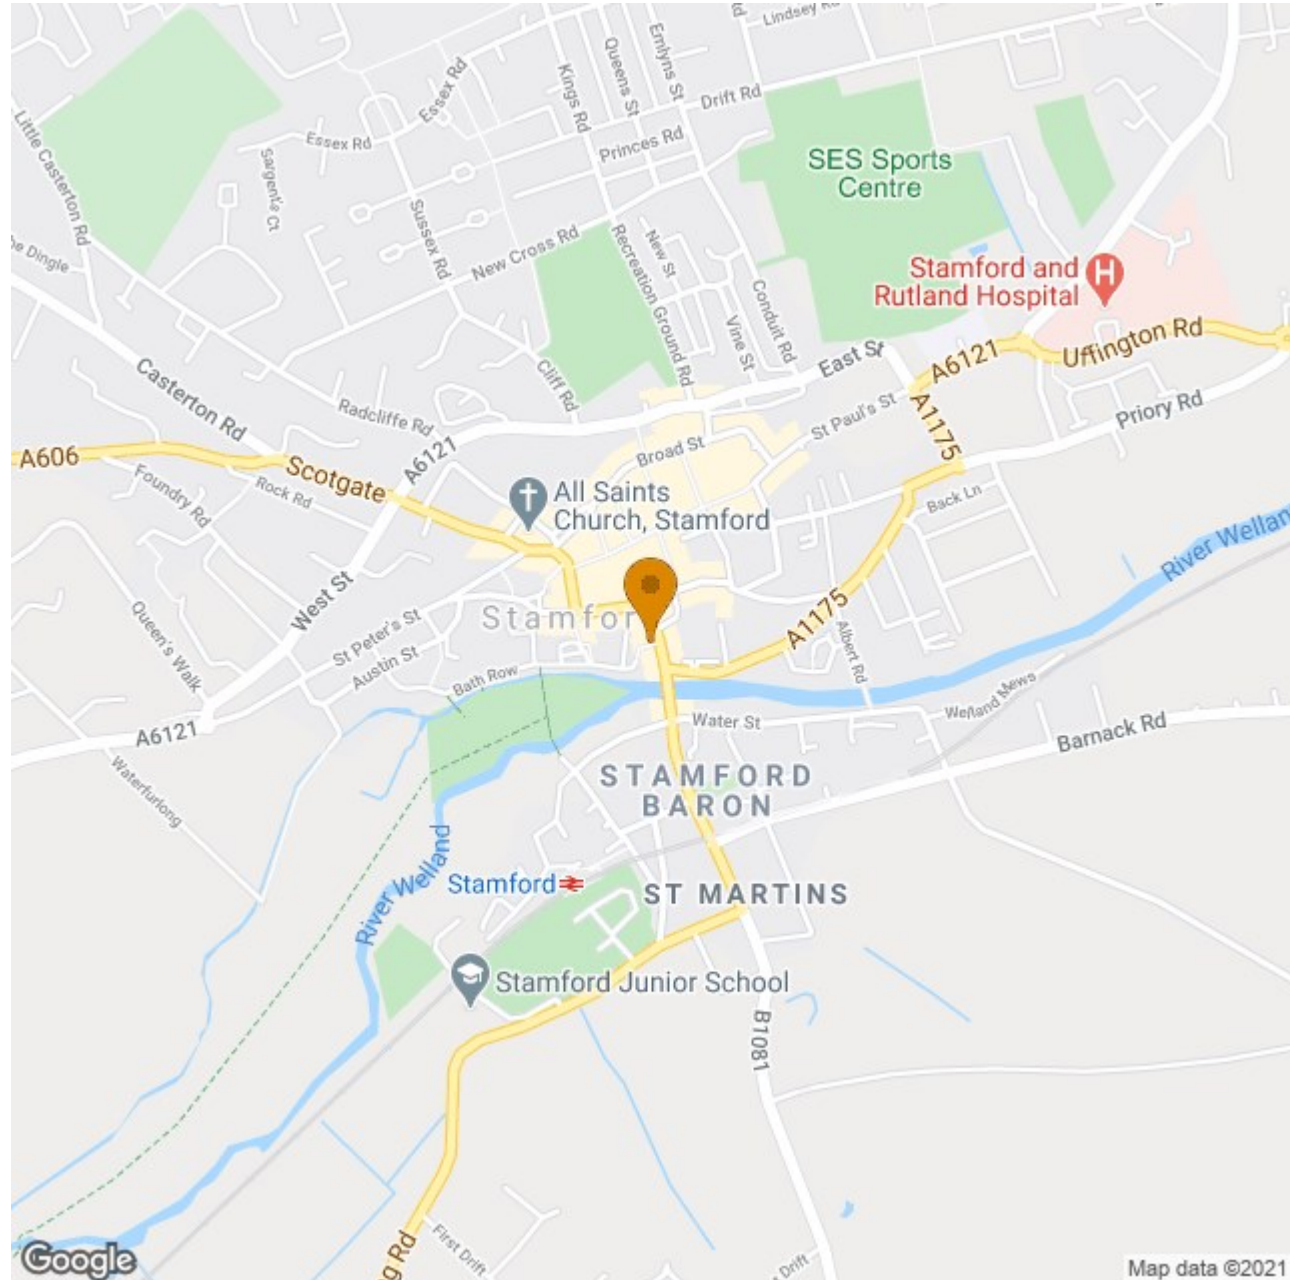 Lindsey Rd
Essex Rd
Essex Rd
Kings Rd
Queens St
Emlyns St
Drift Rd
Princes Rd
Little Casterton Rd
Sargent's Ct
Sussex Rd
New Cross Rd
Recreation Ground Rd
New St
Vine St
Conduit Rd
SES Sports
Centre
Stamford and
Rutland Hospital
H
Dingle
Casterton Rd
Radcliffe Rd
Cliff Rd
East St
A6121
Uffington Rd
A6121
Broad St
St Paul's St
A1175
Priory Rd
A606
Scotgate
Foundry Rd
Rock Rd
All Saints
Church, Stamford
Back Ln
River Wellan
West St
Queen's Walk
St Peter's St
Austin St
Stamfor
A1175
Albert Rd
Bath Row
Water St
Welland Mews
Barnack Rd
A6121
Waterfurlong
STAMFORD
BARON
River Welland
Stamford
ST MARTINS
Stamford Junior School
B1081
First Drift
g Rd
Drift
Google
Map data ©2021